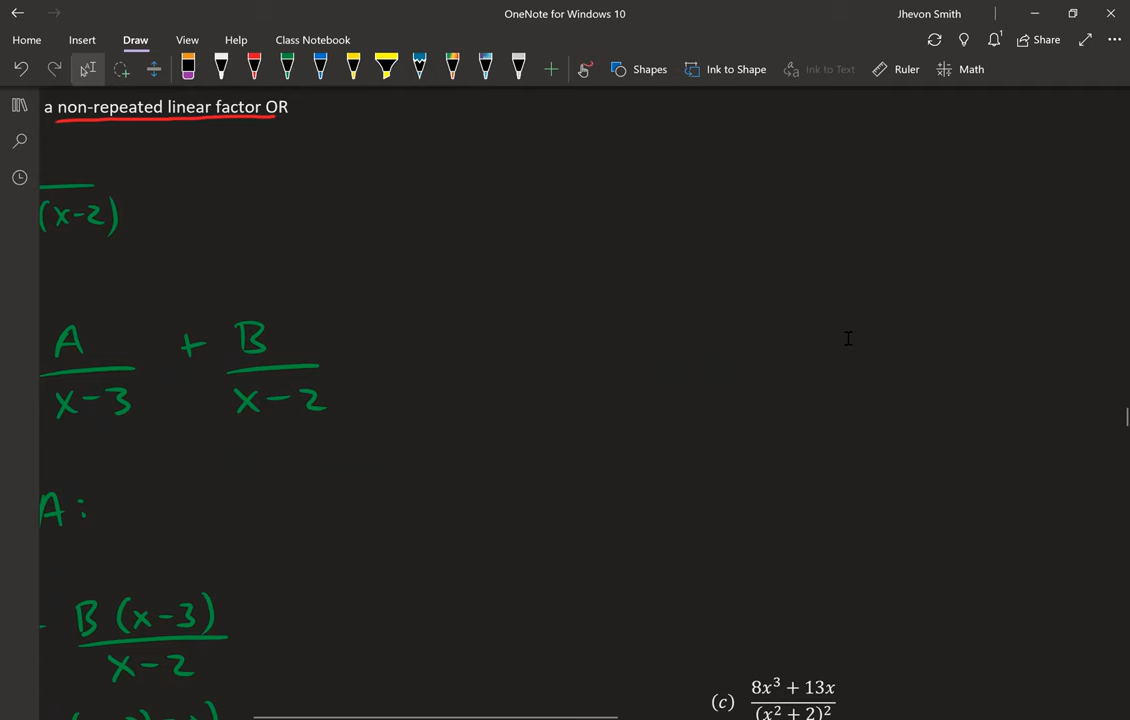 OneNote for Windows 10
Jhevon Smith
Home Insert Draw View Help Class Notebook
Share
Shapes
Ink to Shape
Ink to Text
Ruler
Math
a non-repeated linear factor OR
(x-2)
A + B
x-3 x-2
A:
- B (x-3)
x-2
(c) 8x³ + 13x
(x² + 2)²